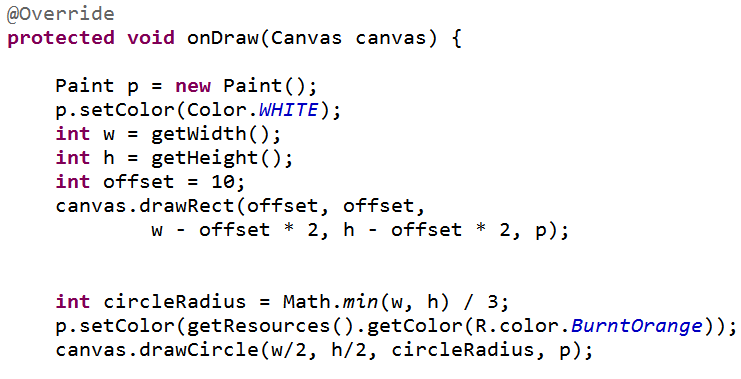 @Override
protected void onDraw(Canvas canvas) {
Paint p = new Paint();
p.setColor(Color.WHITE);
int w = getWidth();
int h = getHeight();
int offset = 10;
canvas.drawRect(offset, offset,
w - offset * 2, h - offset * 2, p);
int circleRadius = Math.min(w, h) / 3;
p.setColor(getResources().getColor(R.color.BurntOrange));
canvas.drawCircle(w/2, h/2, circleRadius, p);